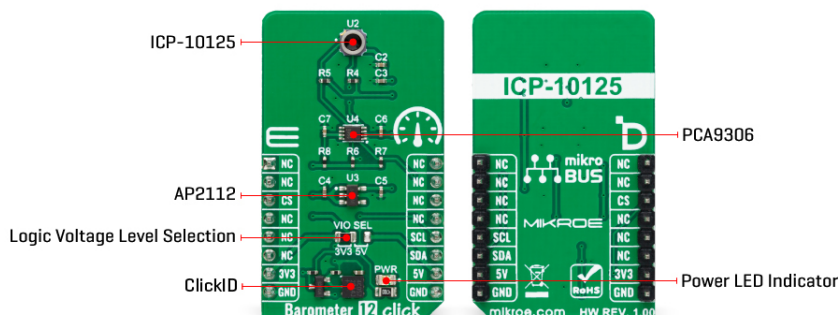 ICP-10125
U2
C2
R5 R4 C3
U4
C7 C6
PCA9306
R8 R6 R7
NC
NC
CS
NC
NC
NC
3V3
GND
U3
C4 C5
AP2112
VIO SEL
3V3 5V
Logic Voltage Level Selection
ClickID
PWR
Power LED Indicator
NC
NC
NC
NC
SCL
SDA
5V
GND
Barometer 12 click
ICP-10125
mikro
BUS
MIKROE
NC
NC
NC
NC
SCL
SDA
5V
GND
NC
NC
CS
NC
NC
NC
3V3
GND
RoHS
mikroe.com HW REV. 1.00